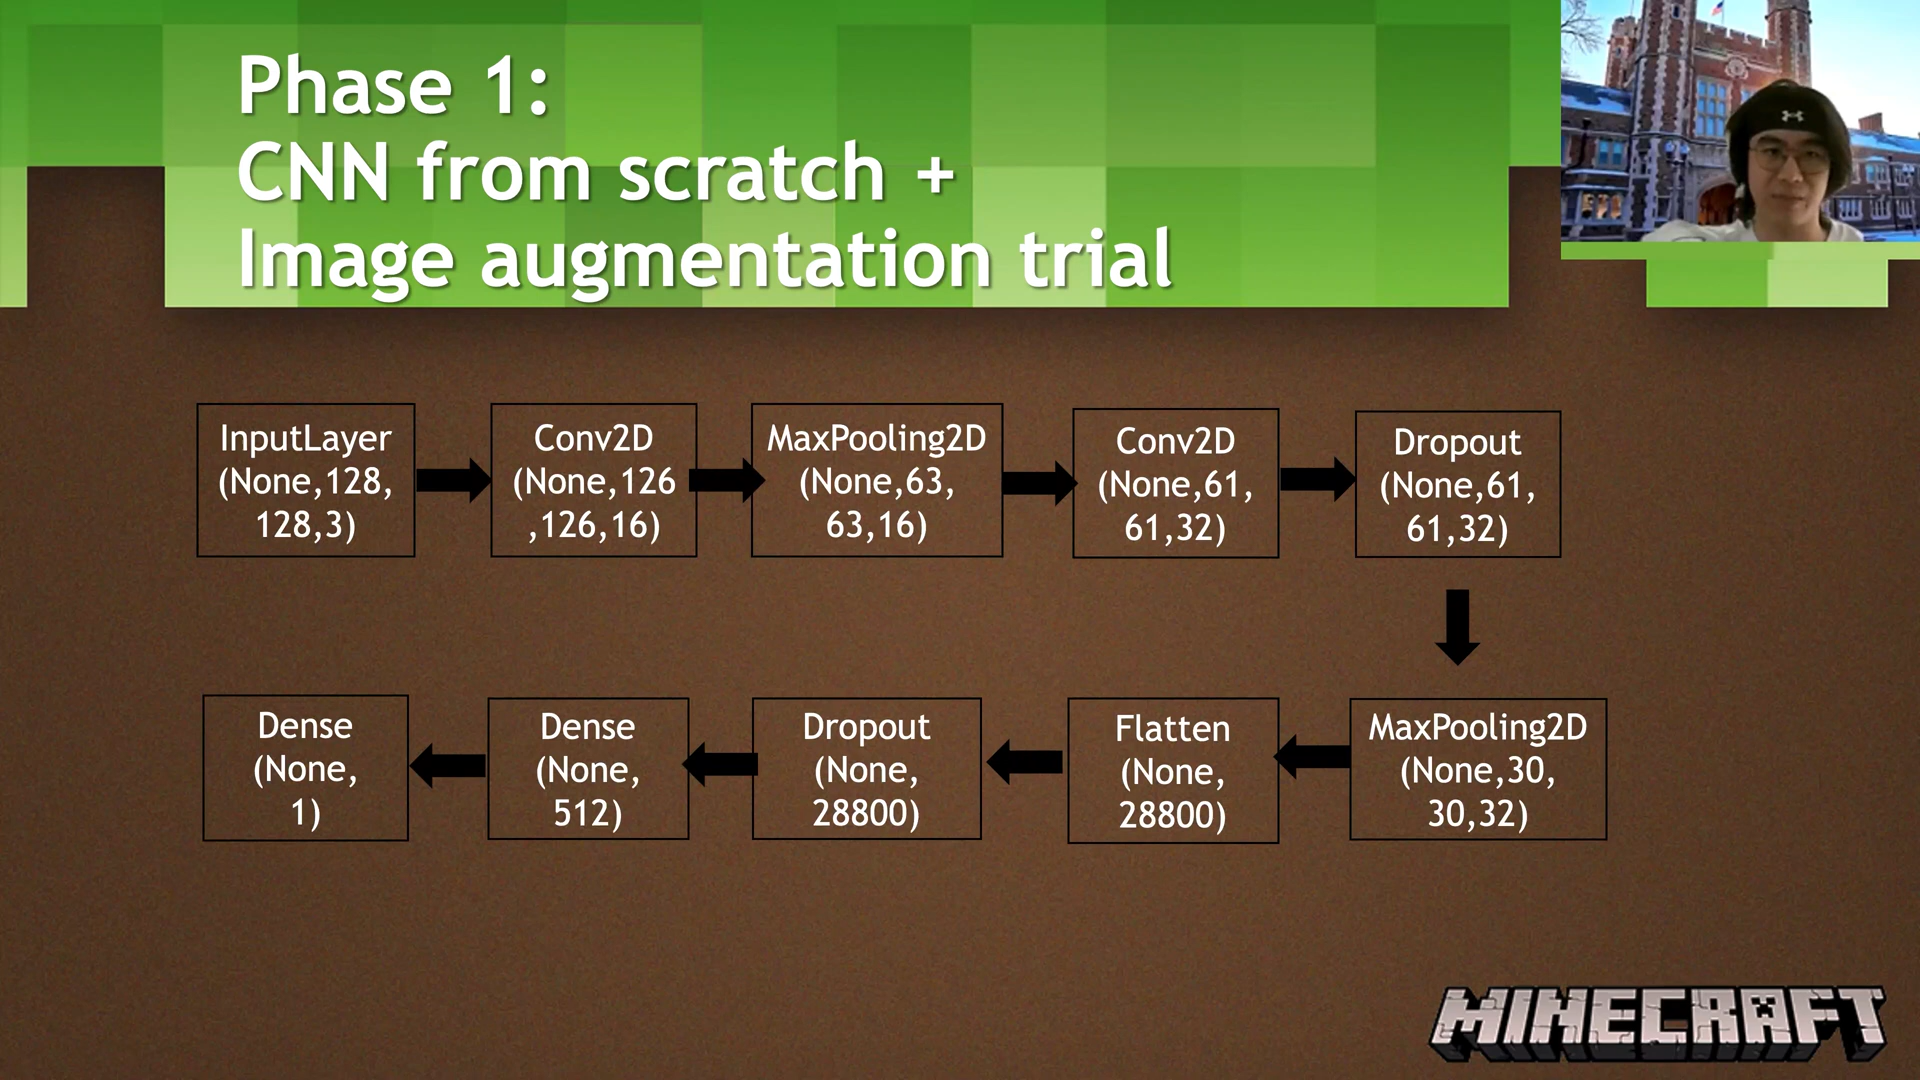 Phase 1:
CNN from scratch +
Image augmentation trial
InputLayer
(None,128,
128,3)
Conv2D
(None,126
,126,16)
MaxPooling2D
(None,63,
63,16)
Conv2D
(None,61,
61,32)
Dropout
(None,61,
61,32)
MaxPooling2D
(None,30,
30,32)
Flatten
(None,
28800)
Dropout
(None,
28800)
Dense
(None,
512)
Dense
(None,
1)
MINECRAFT